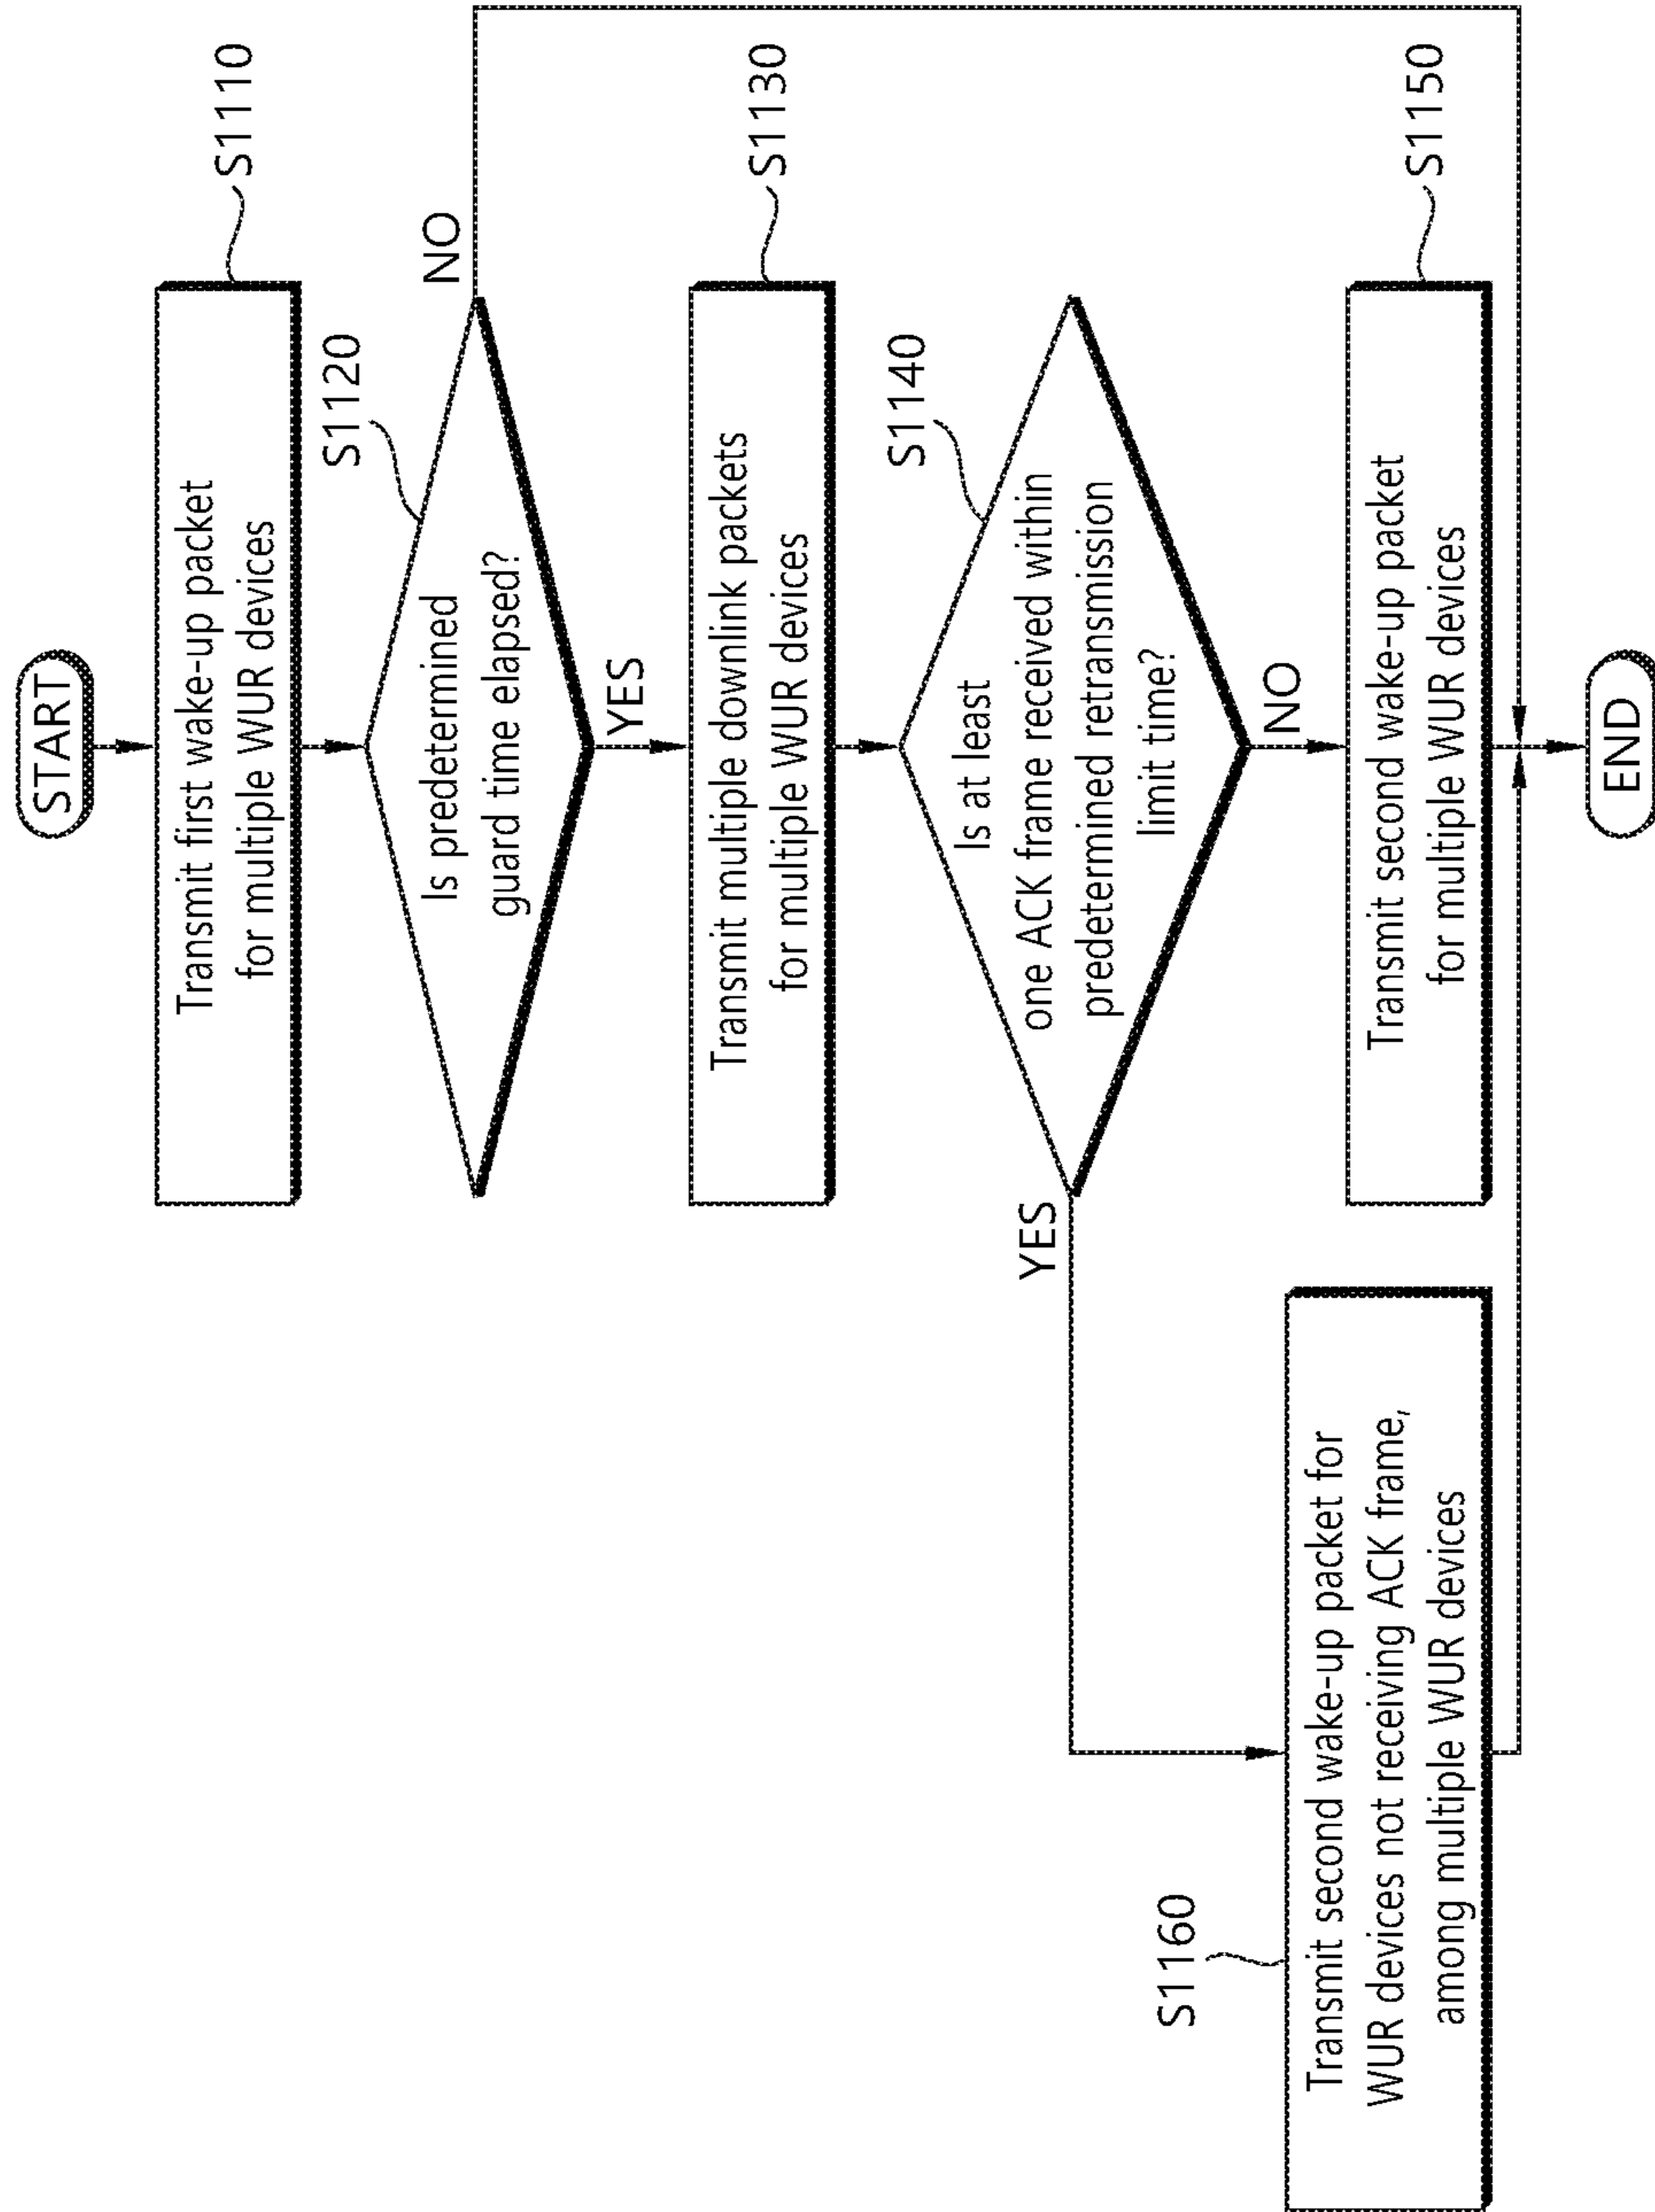 START
Transmit first wake-up packet
for multiple WUR devices
S1110
S1120
Is predetermined
guard time elapsed?
NO
YES
Transmit multiple downlink packets
for multiple WUR devices
S1130
S1140
Is at least
one ACK frame received within
predetermined retransmission
limit time?
YES
NO
Transmit second wake-up packet
for multiple WUR devices
S1150
S1160
Transmit second wake-up packet for
WUR devices not receiving ACK frame,
among multiple WUR devices
END